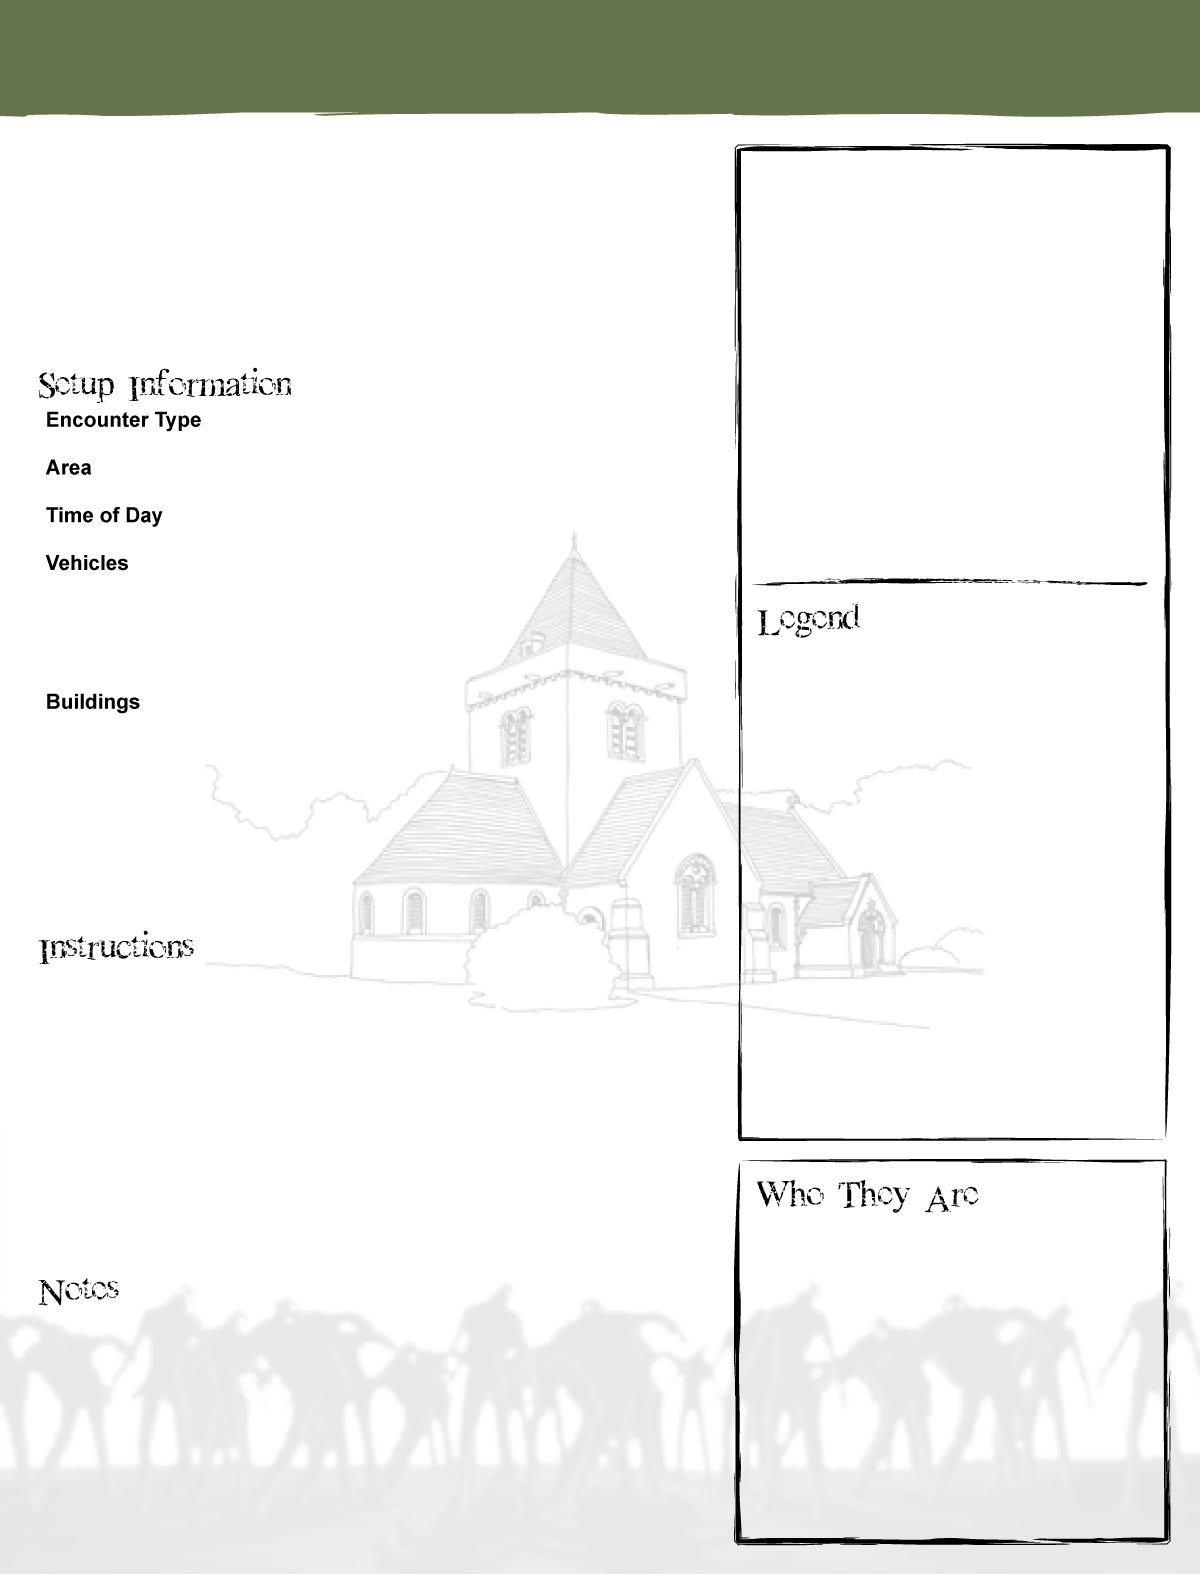 Setup Information
Encounter Type
Area
Time of Day
Vehicles
Buildings
Instructions
Notes
Legend
Who They Are